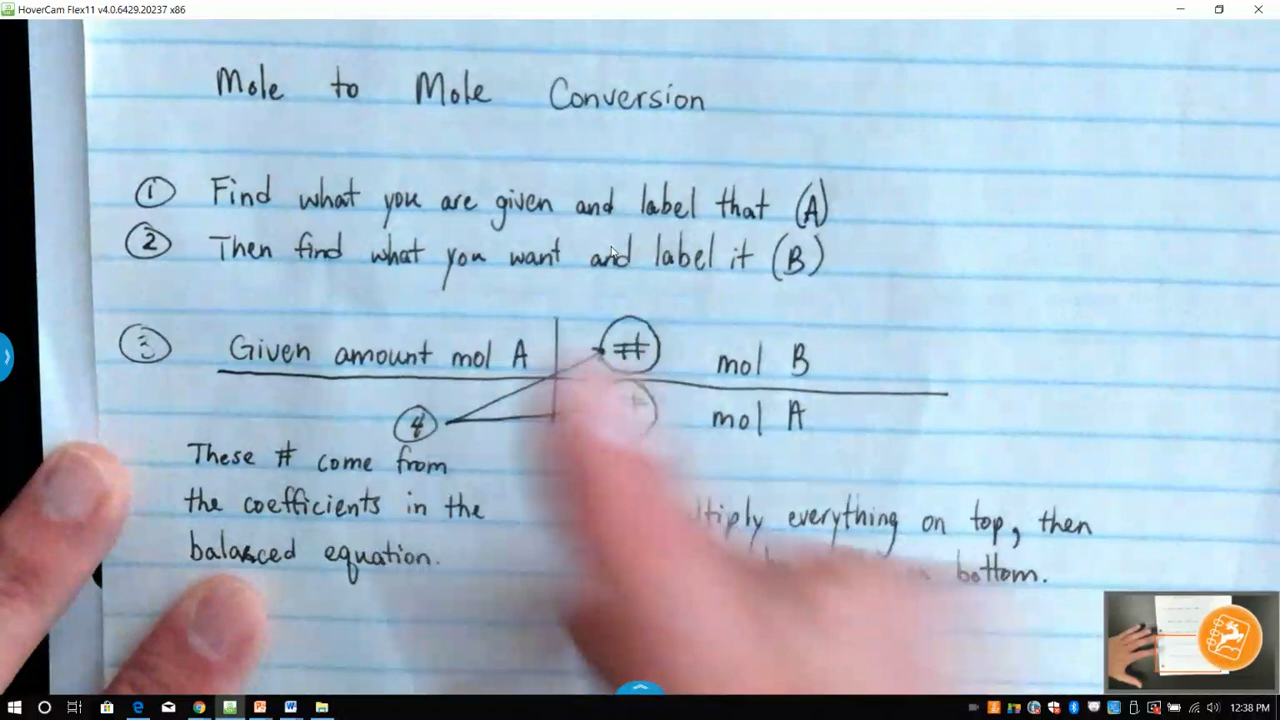 HoverCam Flex11 v4.0.6429.20237 x86
Mole to Mole Conversion
① Find what you are given and label that (A)
② Then find what you want and label it (B)
③ Given amount mol A # mol B
mol A
④
These # come from
the coefficients in the
balanced equation.
everything on top, then
bottom.
12:38 PM